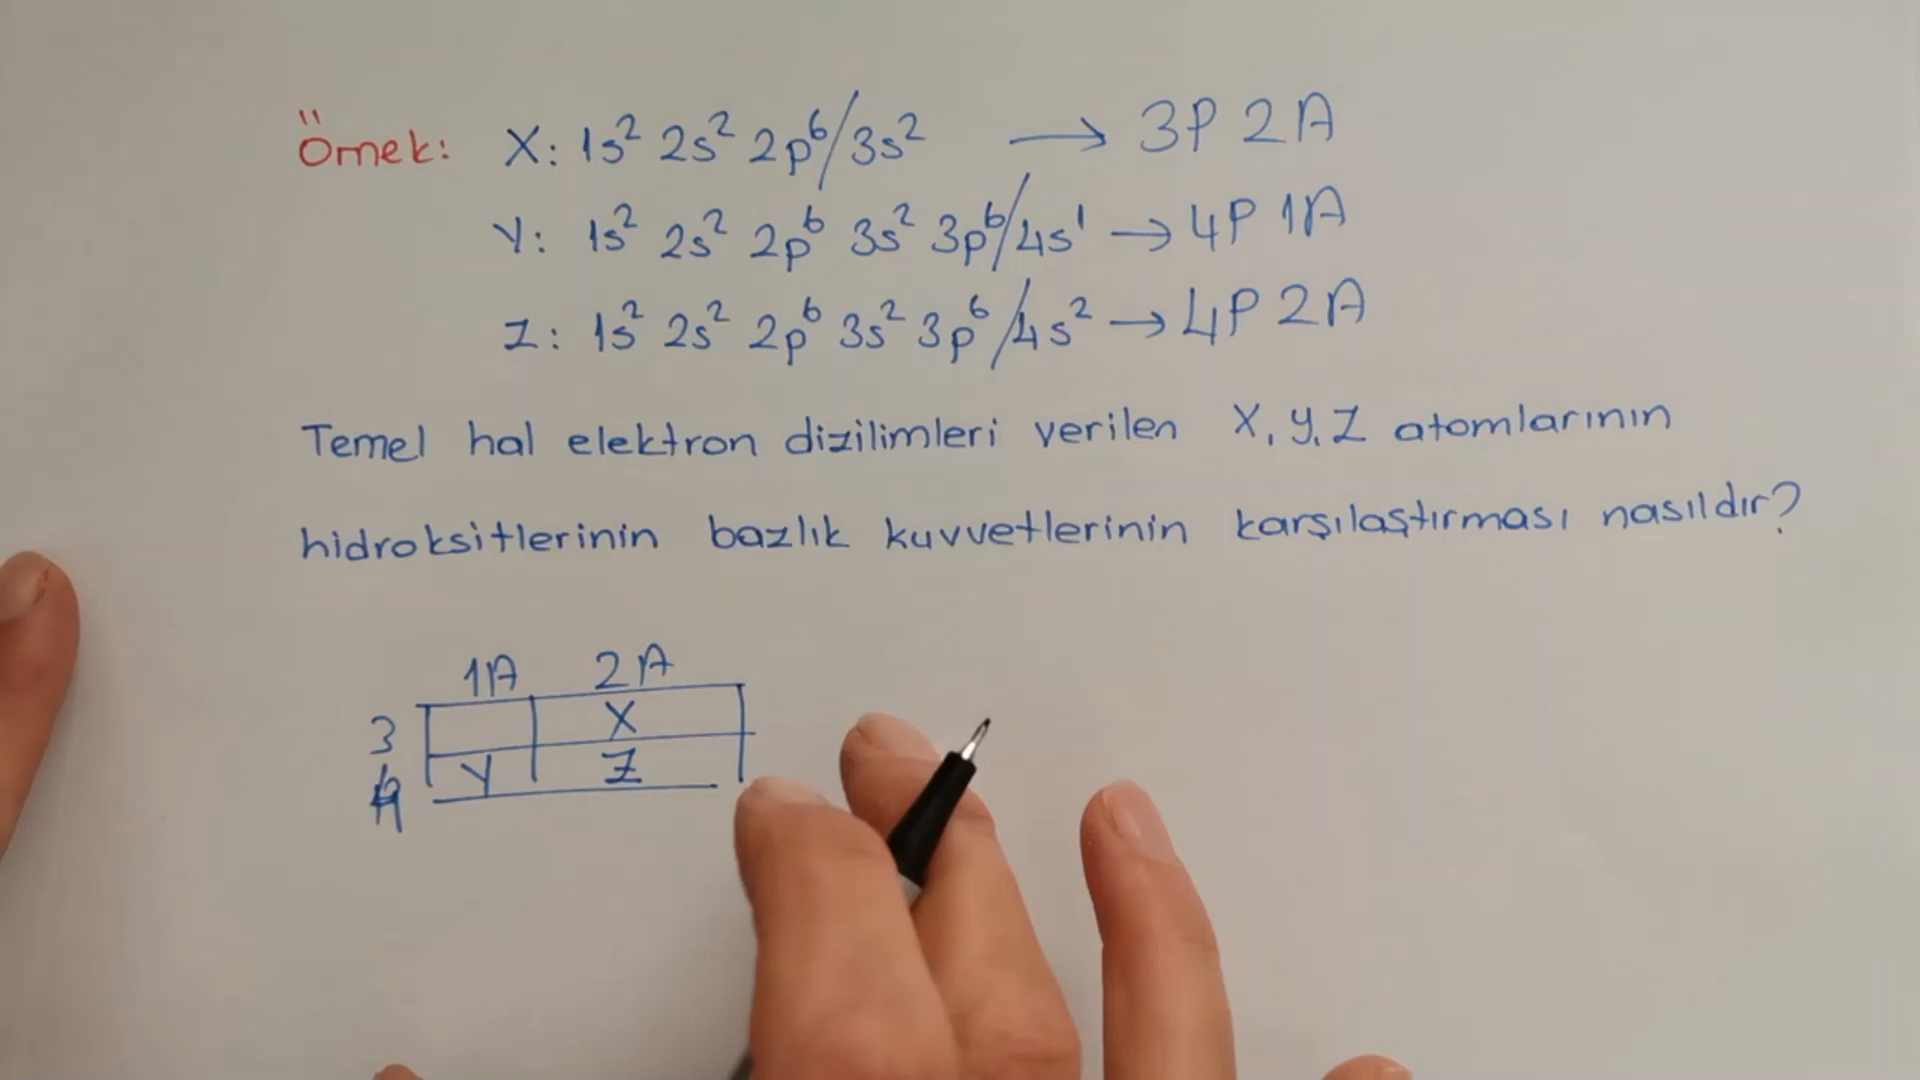 Örnek: X: 1s² 2s² 2p⁶/3s² → 3P 2A
Y: 1s² 2s² 2p⁶ 3s² 3p⁶/4s¹ → 4P 1A
Z: 1s² 2s² 2p⁶ 3s² 3p⁶/4s² → 4P 2A
Temel hal elektron dizilimleri verilen X, Y, Z atomlarının
hidroksitlerinin bazlık kuvvetlerinin karşılaştırması nasıldır?
1A 2A
3 X
4 Y Z